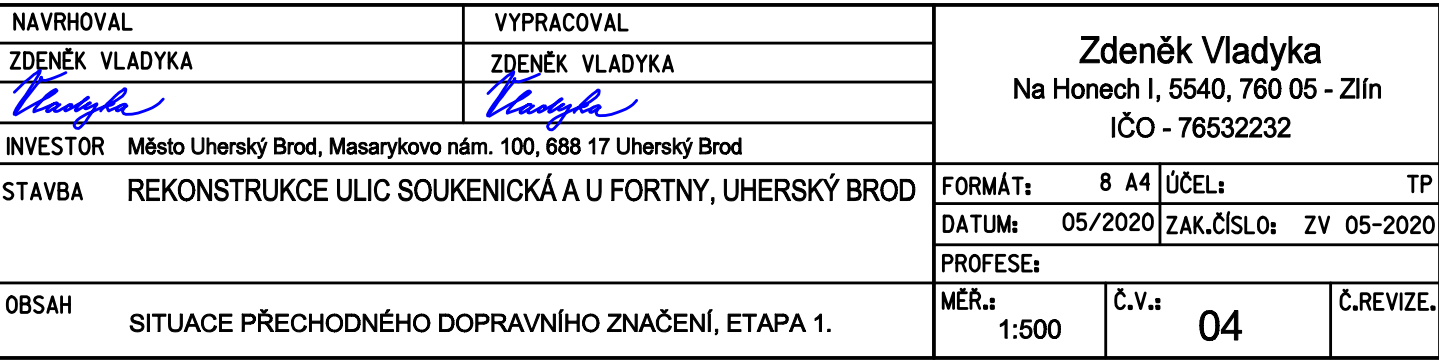 NAVRHOVAL VYPRACOVAL
ZDENĚK VLADYKA ZDENĚK VLADYKA
Vladyka Vladyka
INVESTOR Město Uherský Brod, Masarykovo nám. 100, 688 17 Uherský Brod
Zdeněk Vladyka
Na Honech I, 5540, 760 05 - Zlín
IČO - 76532232
STAVBA REKONSTRUKCE ULIC SOUKENICKÁ A U FORTNY, UHERSKÝ BROD
FORMÁT: 8 A4 ÚČEL: TP
DATUM: 05/2020 ZAK.ČÍSLO: ZV 05-2020
PROFESE:
OBSAH SITUACE PŘECHODNÉHO DOPRAVNÍHO ZNAČENÍ, ETAPA 1.
MĚŘ.: 1:500 Č.V.: 04 Č.REVIZE.